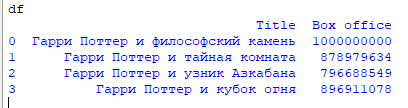 df
Title Box office
0 Гарри Поттер и философский камень 1000000000
1 Гарри Поттер и тайная комната 878979634
2 Гарри Поттер и узник Азкабана 796688549
3 Гарри Поттер и кубок огня 896911078